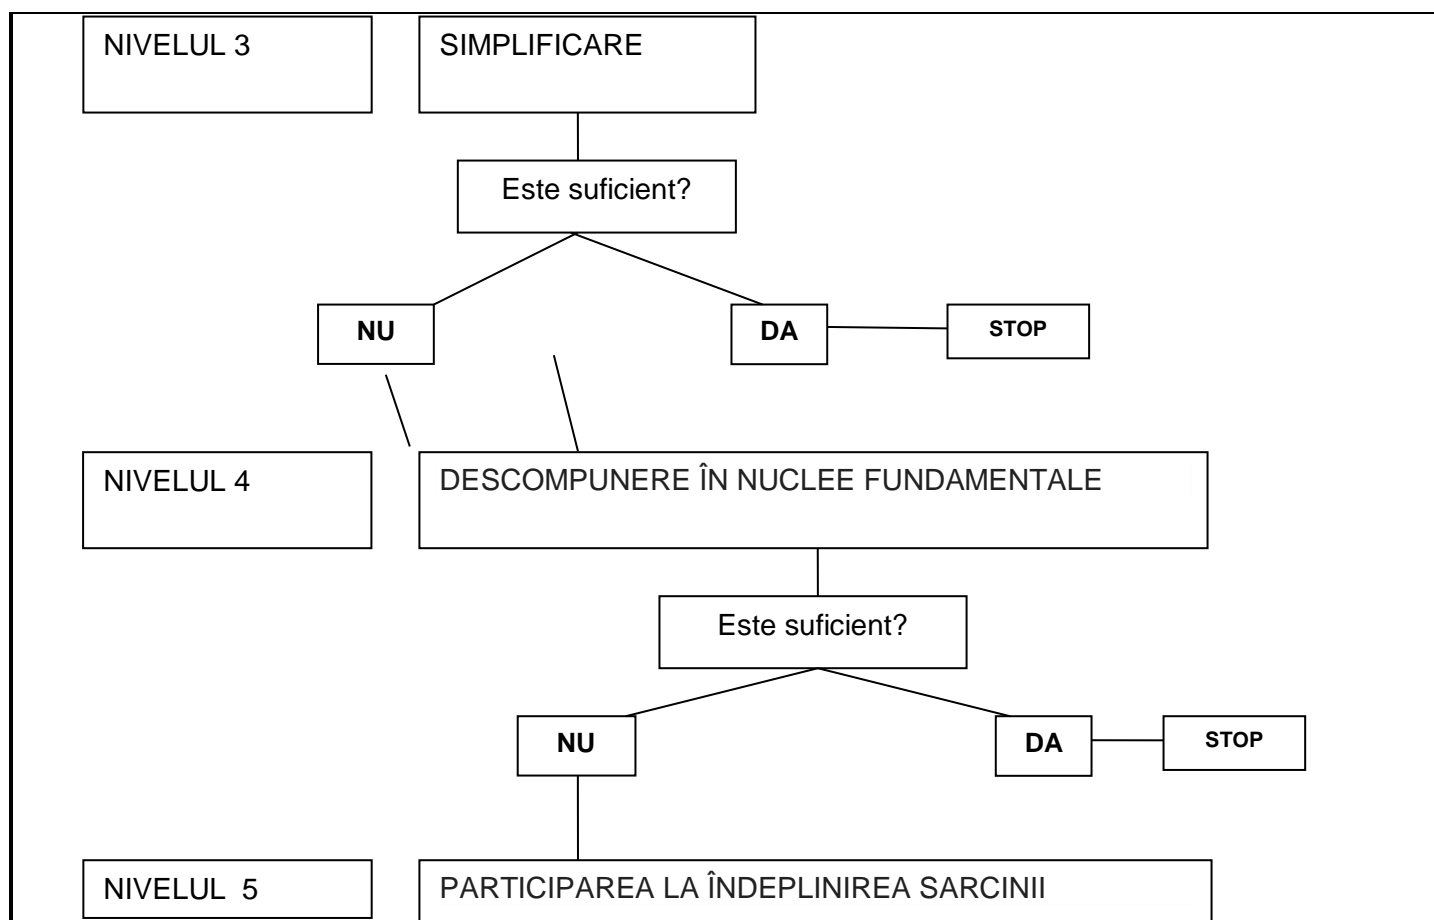 NIVELUL 3
SIMPLIFICARE
Este suficient?
NU
DA
STOP
NIVELUL 4
DESCOMPUNERE ÎN NUCLEE FUNDAMENTALE
Este suficient?
NU
DA
STOP
NIVELUL 5
PARTICIPAREA LA ÎNDEPLINIREA SARCINII